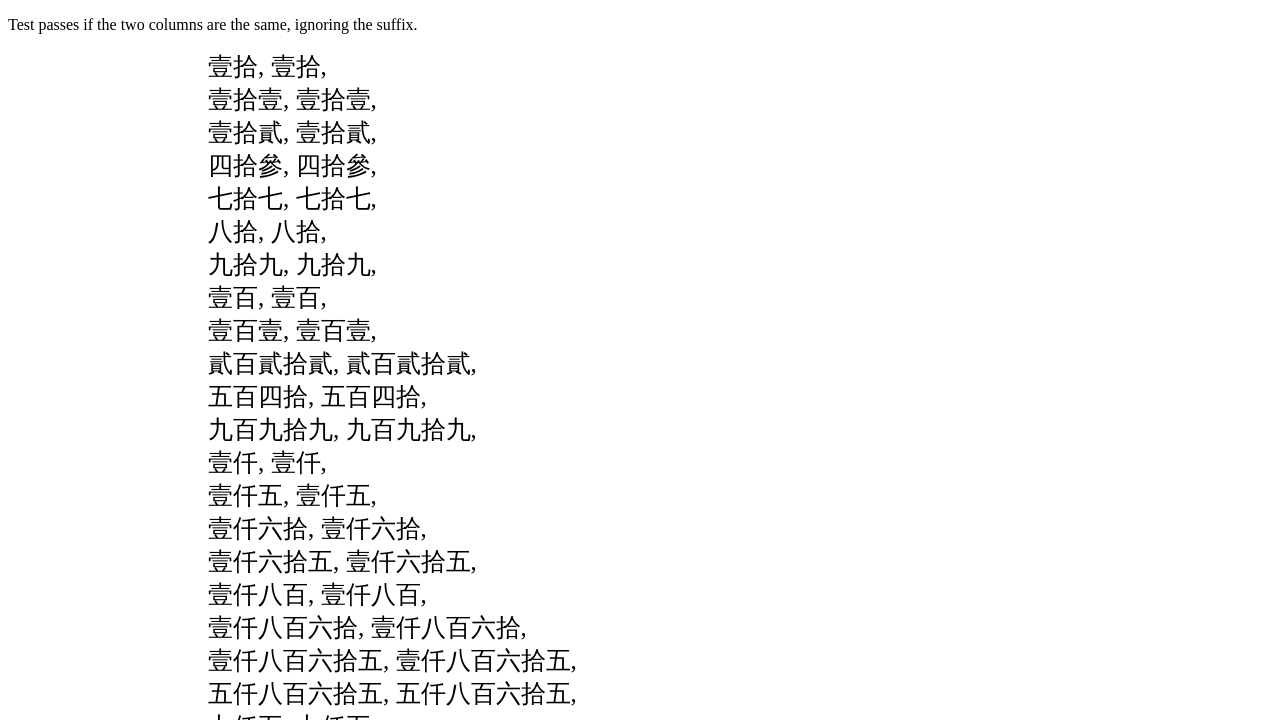 Test passes if the two columns are the same, ignoring the suffix.
壹拾, 壹拾,
壹拾壹, 壹拾壹,
壹拾貳, 壹拾貳,
四拾參, 四拾參,
七拾七, 七拾七,
八拾, 八拾,
九拾九, 九拾九,
壹百, 壹百,
壹百壹, 壹百壹,
貳百貳拾貳, 貳百貳拾貳,
五百四拾, 五百四拾,
九百九拾九, 九百九拾九,
壹仟, 壹仟,
壹仟五, 壹仟五,
壹仟六拾, 壹仟六拾,
壹仟六拾五, 壹仟六拾五,
壹仟八百, 壹仟八百,
壹仟八百六拾, 壹仟八百六拾,
壹仟八百六拾五, 壹仟八百六拾五,
五仟八百六拾五, 五仟八百六拾五,